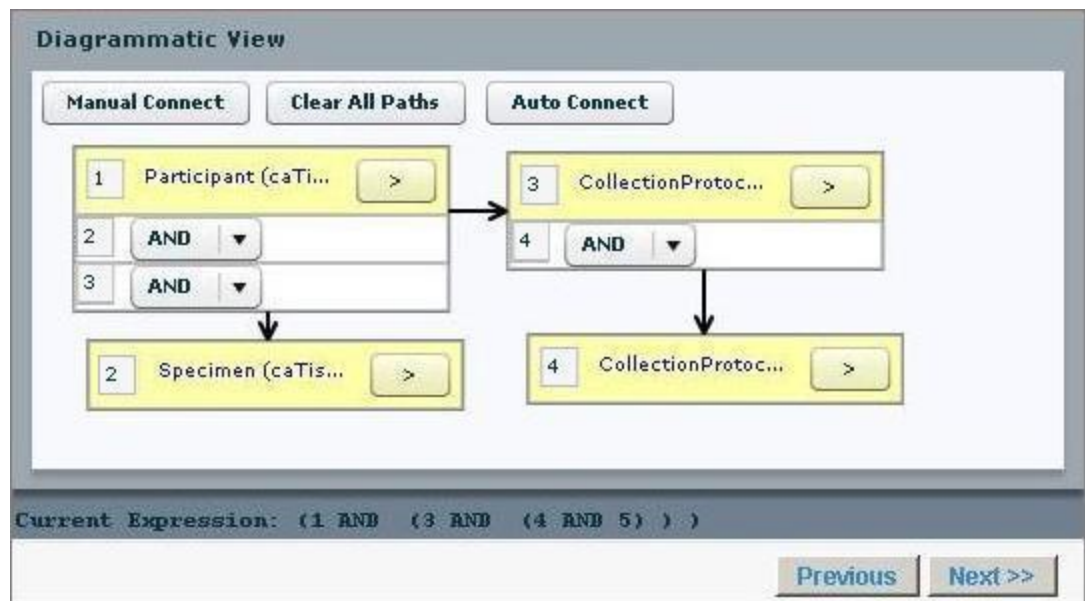 Diagrammatic View
Manual Connect Clear All Paths Auto Connect
1 Participant (caTi... >
2 AND
3 AND
3 CollectionProtoc... >
4 AND
2 Specimen (caTis... >
4 CollectionProtoc... >
Current Expression: (1 AND (3 AND (4 AND 5) ) )
Previous Next >>